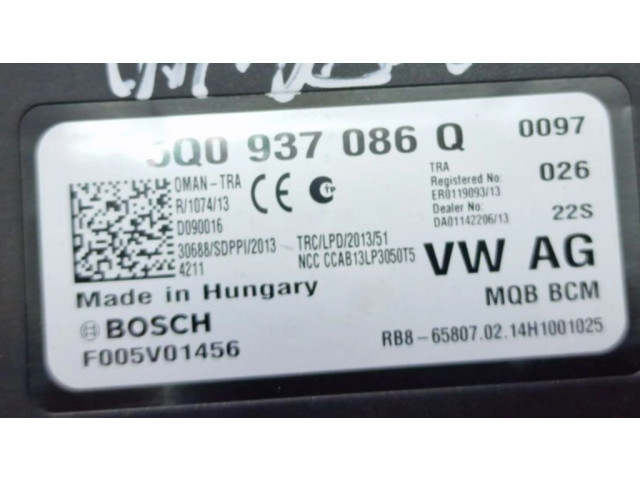 5Q0 937 086 Q 0097
OMAN-TRA
R/1074/13
D090016
30688/SDPPI/2013
4211
CE
TRC/LPD/2013/51
NCC CCAB13LP3050T5
TRA
Registered No:
ER0119093/13
Dealer No:
DA01142206/13
026
22S
VW AG
Made in Hungary
MQB BCM
BOSCH
F005V01456
RB8-65807.02.14H1001025